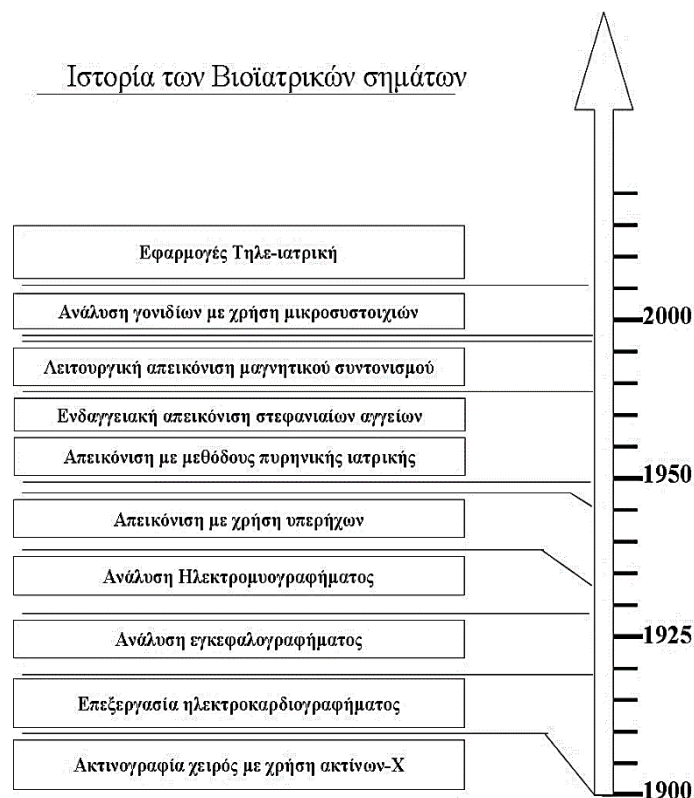 Ιστορία των Βιοϊατρικών σημάτων
Εφαρμογές Τηλε-ιατρική
Ανάλυση γονιδίων με χρήση μικροσυστοιχιών
2000
Λειτουργική απεικόνιση μαγνητικού συντονισμού
Ενδαγγειακή απεικόνιση στεφανιαίων αγγείων
Απεικόνιση με μεθόδους πυρηνικής ιατρικής
1950
Απεικόνιση με χρήση υπερήχων
Ανάλυση Ηλεκτρομυογραφήματος
1925
Ανάλυση εγκεφαλογραφήματος
Επεξεργασία ηλεκτροκαρδιογραφήματος
Ακτινογραφία χειρός με χρήση ακτίνων-Χ
1900